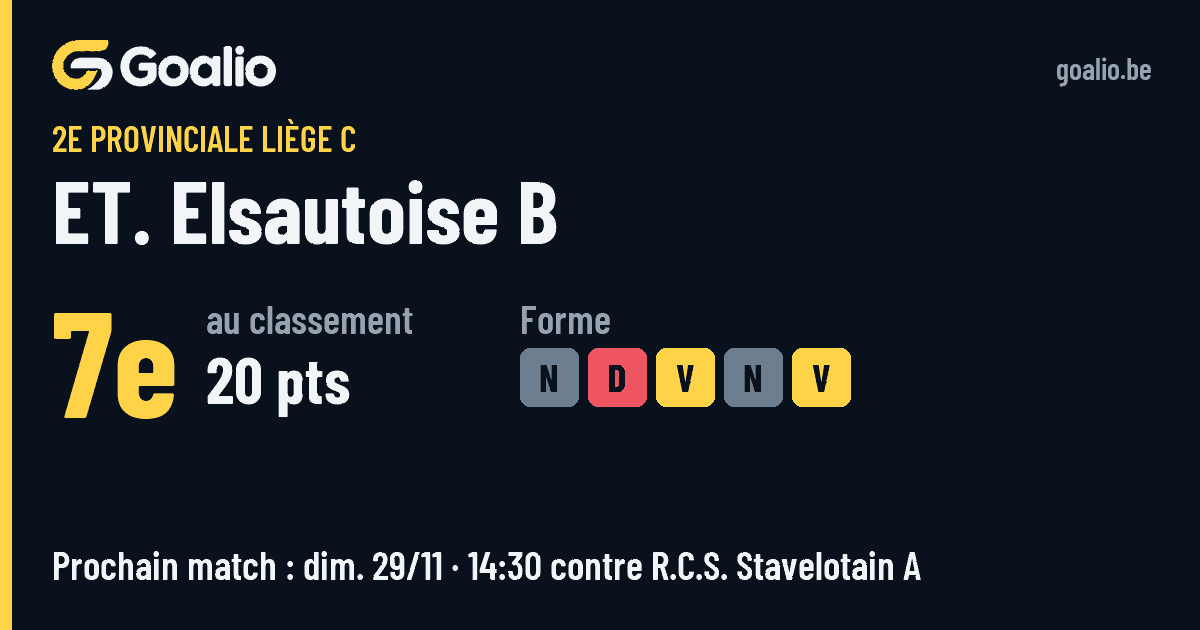 Goalio
goalio.be
2E PROVINCIALE LIÈGE C
ET. Elsautoise B
7e
au classement
20 pts
Forme
N D V N V
Prochain match : dim. 29/11 · 14:30 contre R.C.S. Stavelotain A